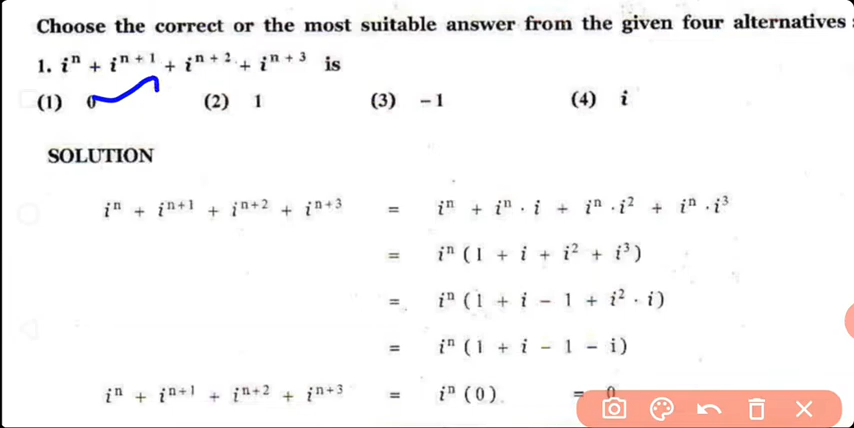 Choose the correct or the most suitable answer from the given four alternatives :
1. iⁿ + iⁿ⁺¹ + iⁿ⁺² + iⁿ⁺³ is
(1) 0 (2) 1 (3) −1 (4) i
SOLUTION
iⁿ + iⁿ⁺¹ + iⁿ⁺² + iⁿ⁺³ = iⁿ + iⁿ · i + iⁿ · i² + iⁿ · i³
= iⁿ (1 + i + i² + i³)
= iⁿ (1 + i − 1 + i² · i)
= iⁿ (1 + i − 1 − i)
iⁿ + iⁿ⁺¹ + iⁿ⁺² + iⁿ⁺³ = iⁿ (0) = 0